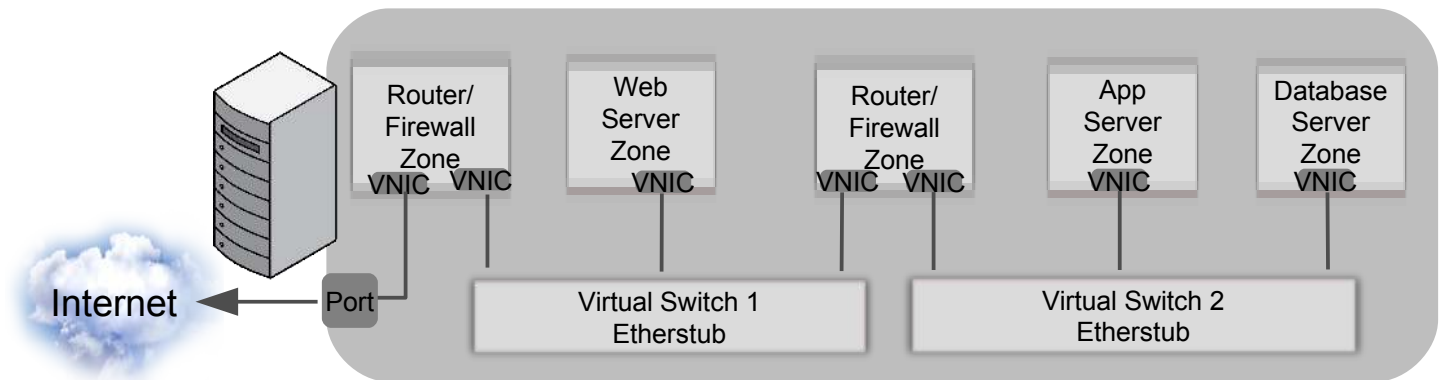 Router/
Firewall
Zone
VNIC
VNIC
Web
Server
Zone
VNIC
Router/
Firewall
Zone
VNIC
VNIC
App
Server
Zone
VNIC
Database
Server
Zone
VNIC
Internet
Port
Virtual Switch 1
Etherstub
Virtual Switch 2
Etherstub